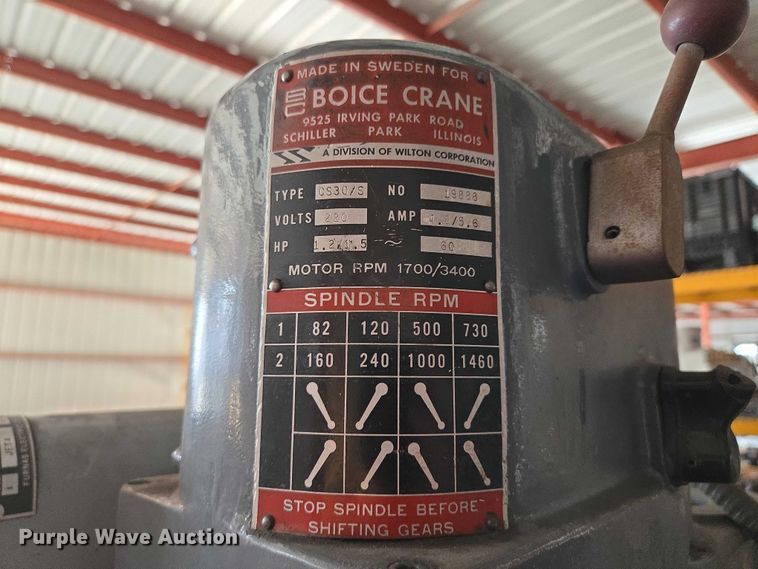 MADE IN SWEDEN FOR
BC BOICE CRANE
9525 IRVING PARK ROAD
SCHILLER PARK ILLINOIS
A DIVISION OF WILTON CORPORATION
TYPE NO
VOLTS 220 AMP
HP 60
MOTOR RPM 1700/3400
SPINDLE RPM
1 82 120 500 730
2 160 240 1000 1460
STOP SPINDLE BEFORE
SHIFTING GEARS
FURNAS
Purple Wave Auction